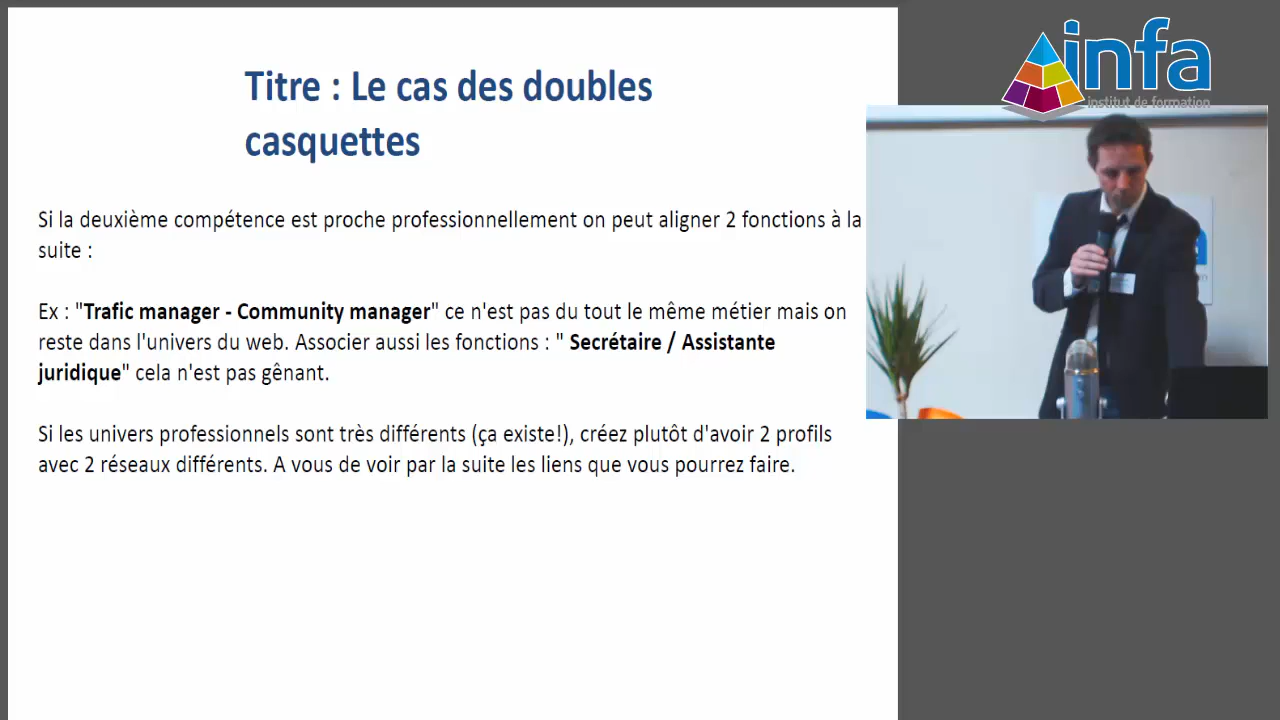 Titre : Le cas des doubles
casquettes
Si la deuxième compétence est proche professionnellement on peut aligner 2 fonctions à la
suite :
Ex : "Trafic manager - Community manager" ce n'est pas du tout le même métier mais on
reste dans l'univers du web. Associer aussi les fonctions : " Secrétaire / Assistante
juridique" cela n'est pas gênant.
Si les univers professionnels sont très différents (ça existe!), créez plutôt d'avoir 2 profils
avec 2 réseaux différents. A vous de voir par la suite les liens que vous pourrez faire.
infa
institut de formation